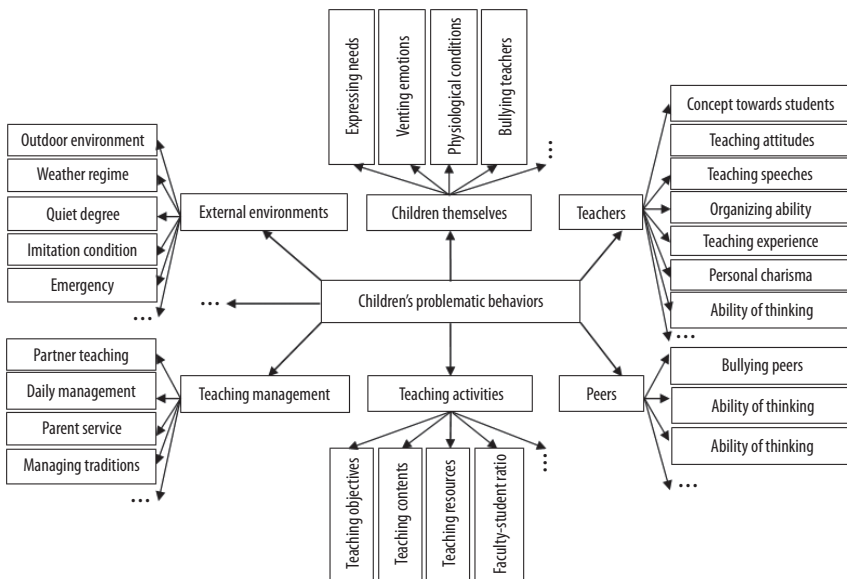 Expressing needs
Venting emotions
Physiological conditions
Bullying teachers
...
Outdoor environment
Weather regime
Quiet degree
Imitation condition
Emergency
...
External environments
Children themselves
Teachers
Concept towards students
Teaching attitudes
Teaching speeches
Organizing ability
Teaching experience
Personal charisma
Ability of thinking
...
...
Children's problematic behaviors
Partner teaching
Daily management
Parent service
Managing traditions
...
Teaching management
Teaching activities
Peers
Bullying peers
Ability of thinking
Ability of thinking
...
Teaching objectives
Teaching contents
Teaching resources
Faculty-student ratio
...